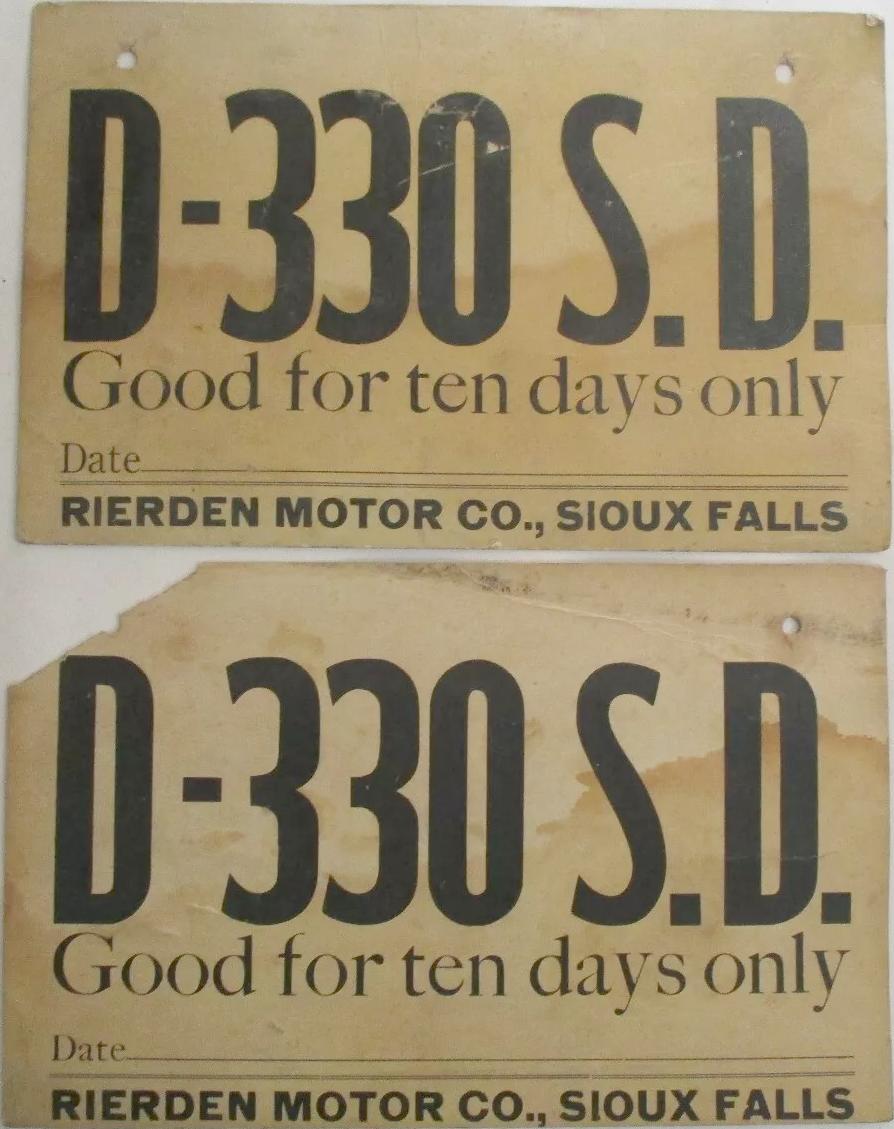 D-330 S.D.
Good for ten days only
Date
RIERDEN MOTOR CO., SIOUX FALLS
D-330 S.D.
Good for ten days only
Date
RIERDEN MOTOR CO., SIOUX FALLS